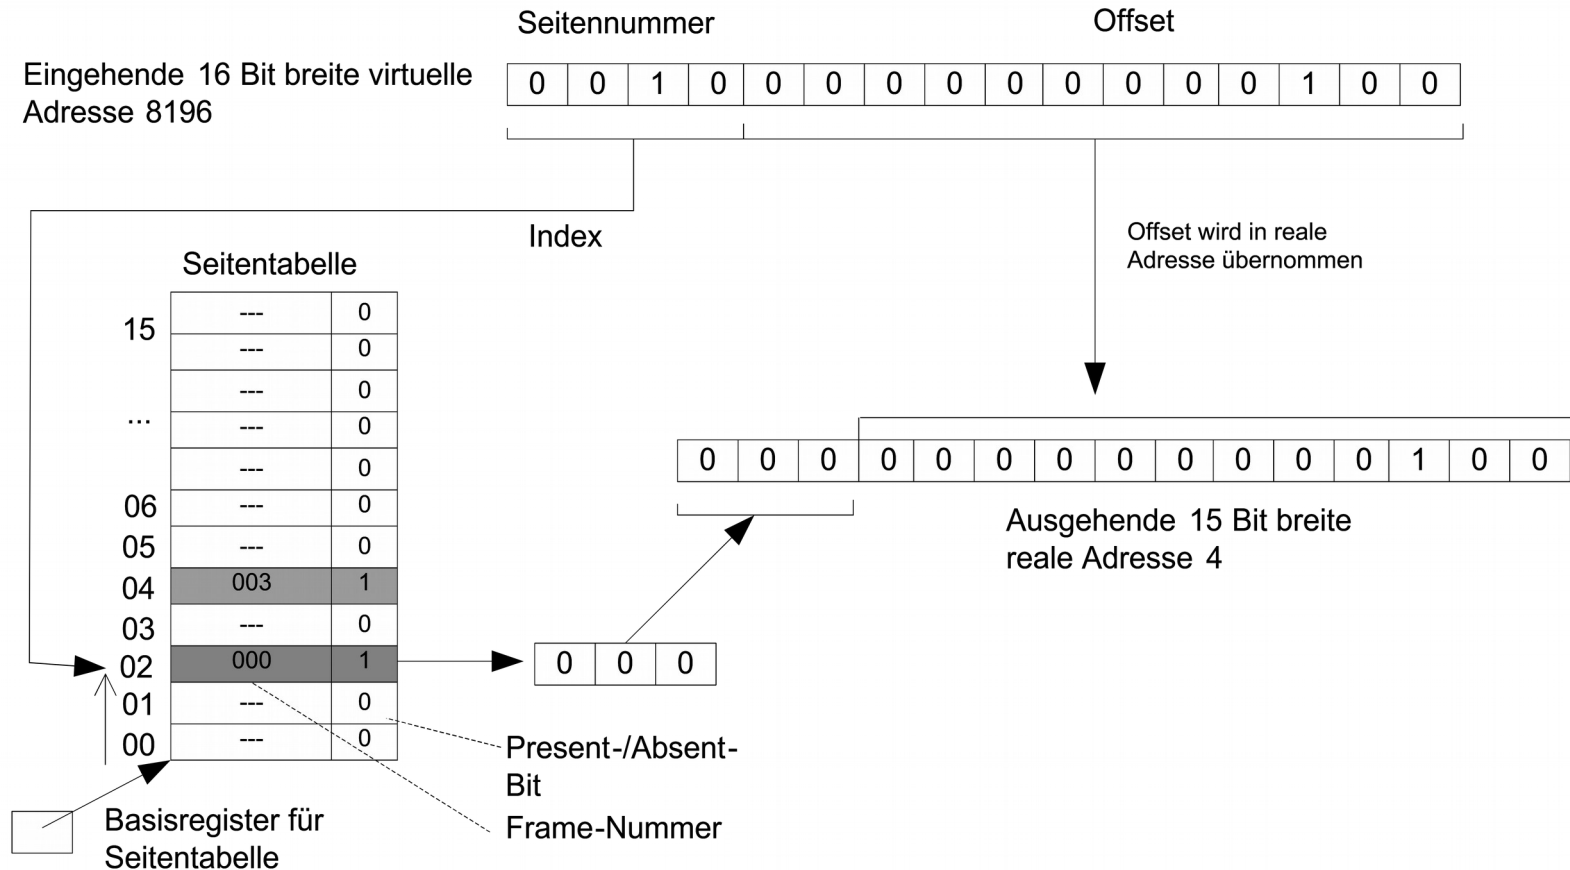 Seitennummer
Offset
Eingehende 16 Bit breite virtuelle
Adresse 8196
0 0 1 0 0 0 0 0 0 0 0 0 0 1 0 0
Index
Offset wird in reale
Adresse übernommen
Seitentabelle
15 --- 0
--- 0
--- 0
... --- 0
--- 0
06 --- 0
05 --- 0
04 003 1
03 --- 0
02 000 1
01 --- 0
00 --- 0
0 0 0 0 0 0 0 0 0 0 0 0 1 0 0
Ausgehende 15 Bit breite
reale Adresse 4
0 0 0
Present-/Absent-
Bit
Frame-Nummer
Basisregister für
Seitentabelle